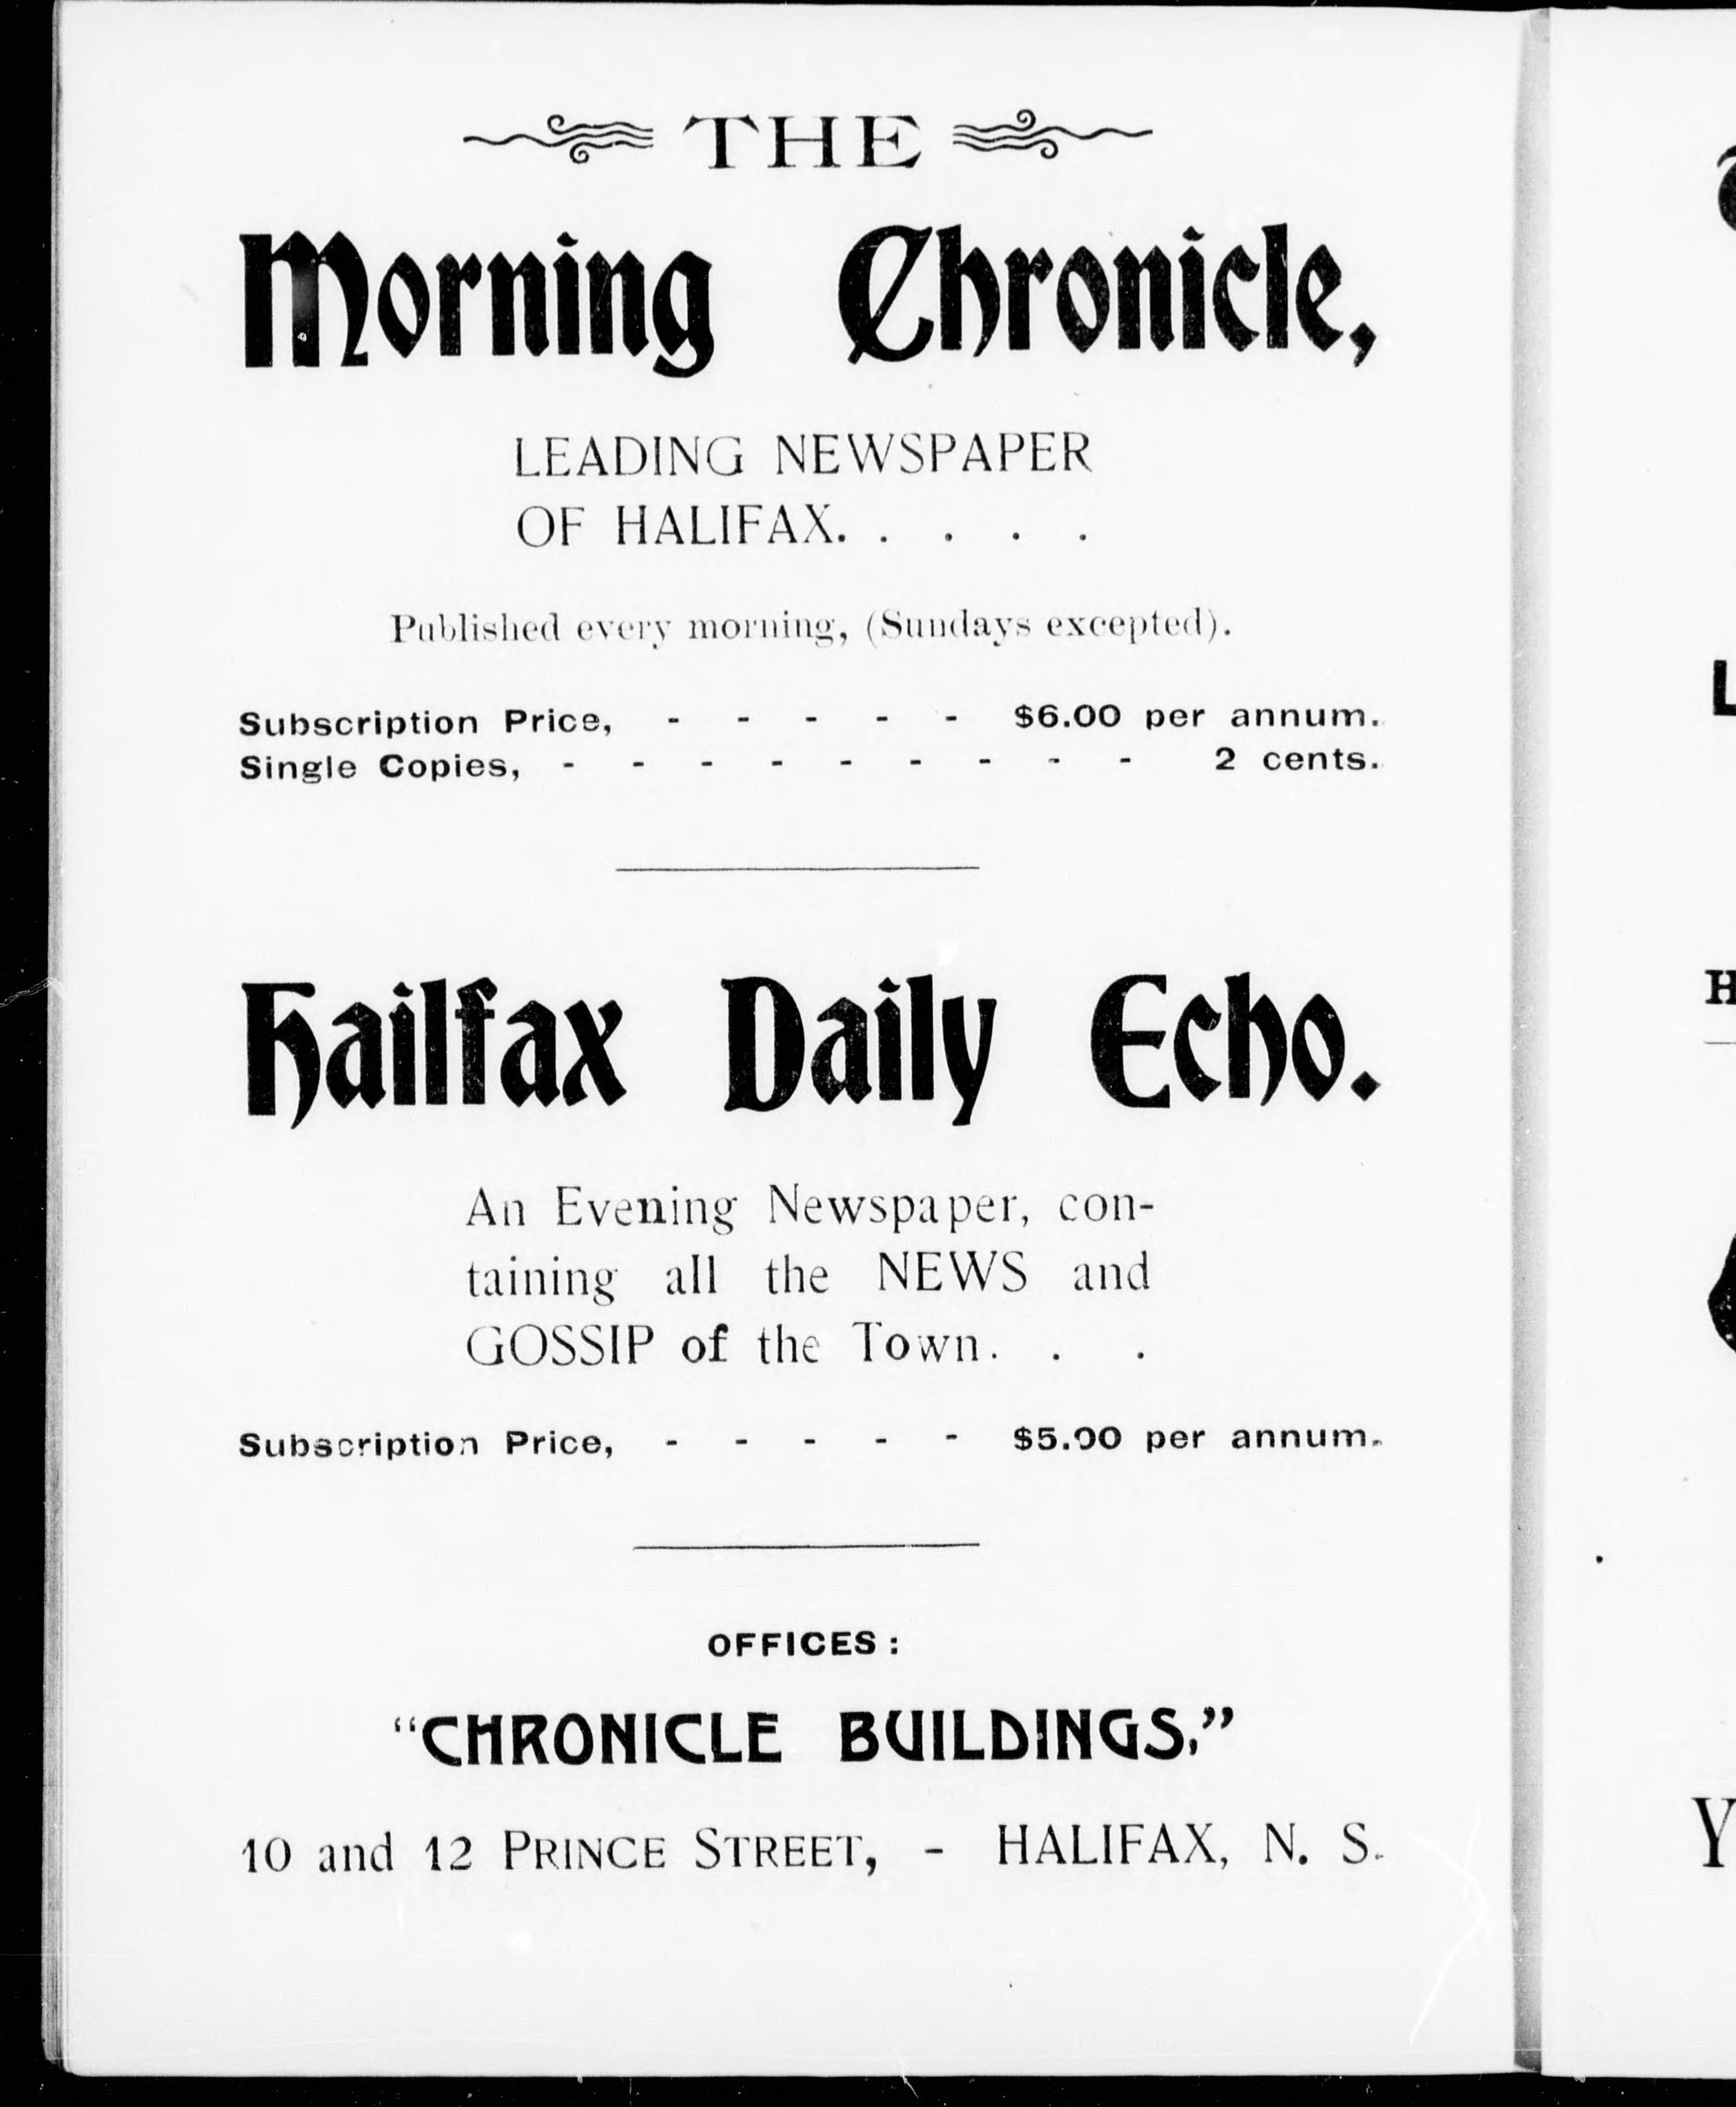 THE
Morning Chronicle,
LEADING NEWSPAPER
OF HALIFAX. . . . .
Published every morning, (Sundays excepted).
Subscription Price, - - - - - $6.00 per annum.
Single Copies, - - - - - - - - - 2 cents.
Hailfax Daily Echo.
An Evening Newspaper, con-
taining all the NEWS and
GOSSIP of the Town. . .
Subscription Price, - - - - - $5.00 per annum.
OFFICES :
"CHRONICLE BUILDINGS,"
10 and 12 PRINCE STREET, - HALIFAX, N. S.
L
H
Y